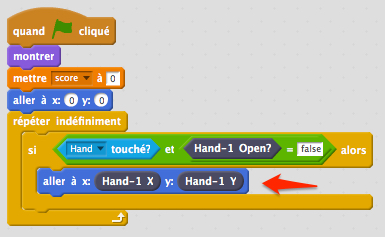 quand cliqué
montrer
mettre score à 0
aller à x: 0 y: 0
répéter indéfiniment
si Hand touché? et Hand-1 Open? = false alors
aller à x: Hand-1 X y: Hand-1 Y